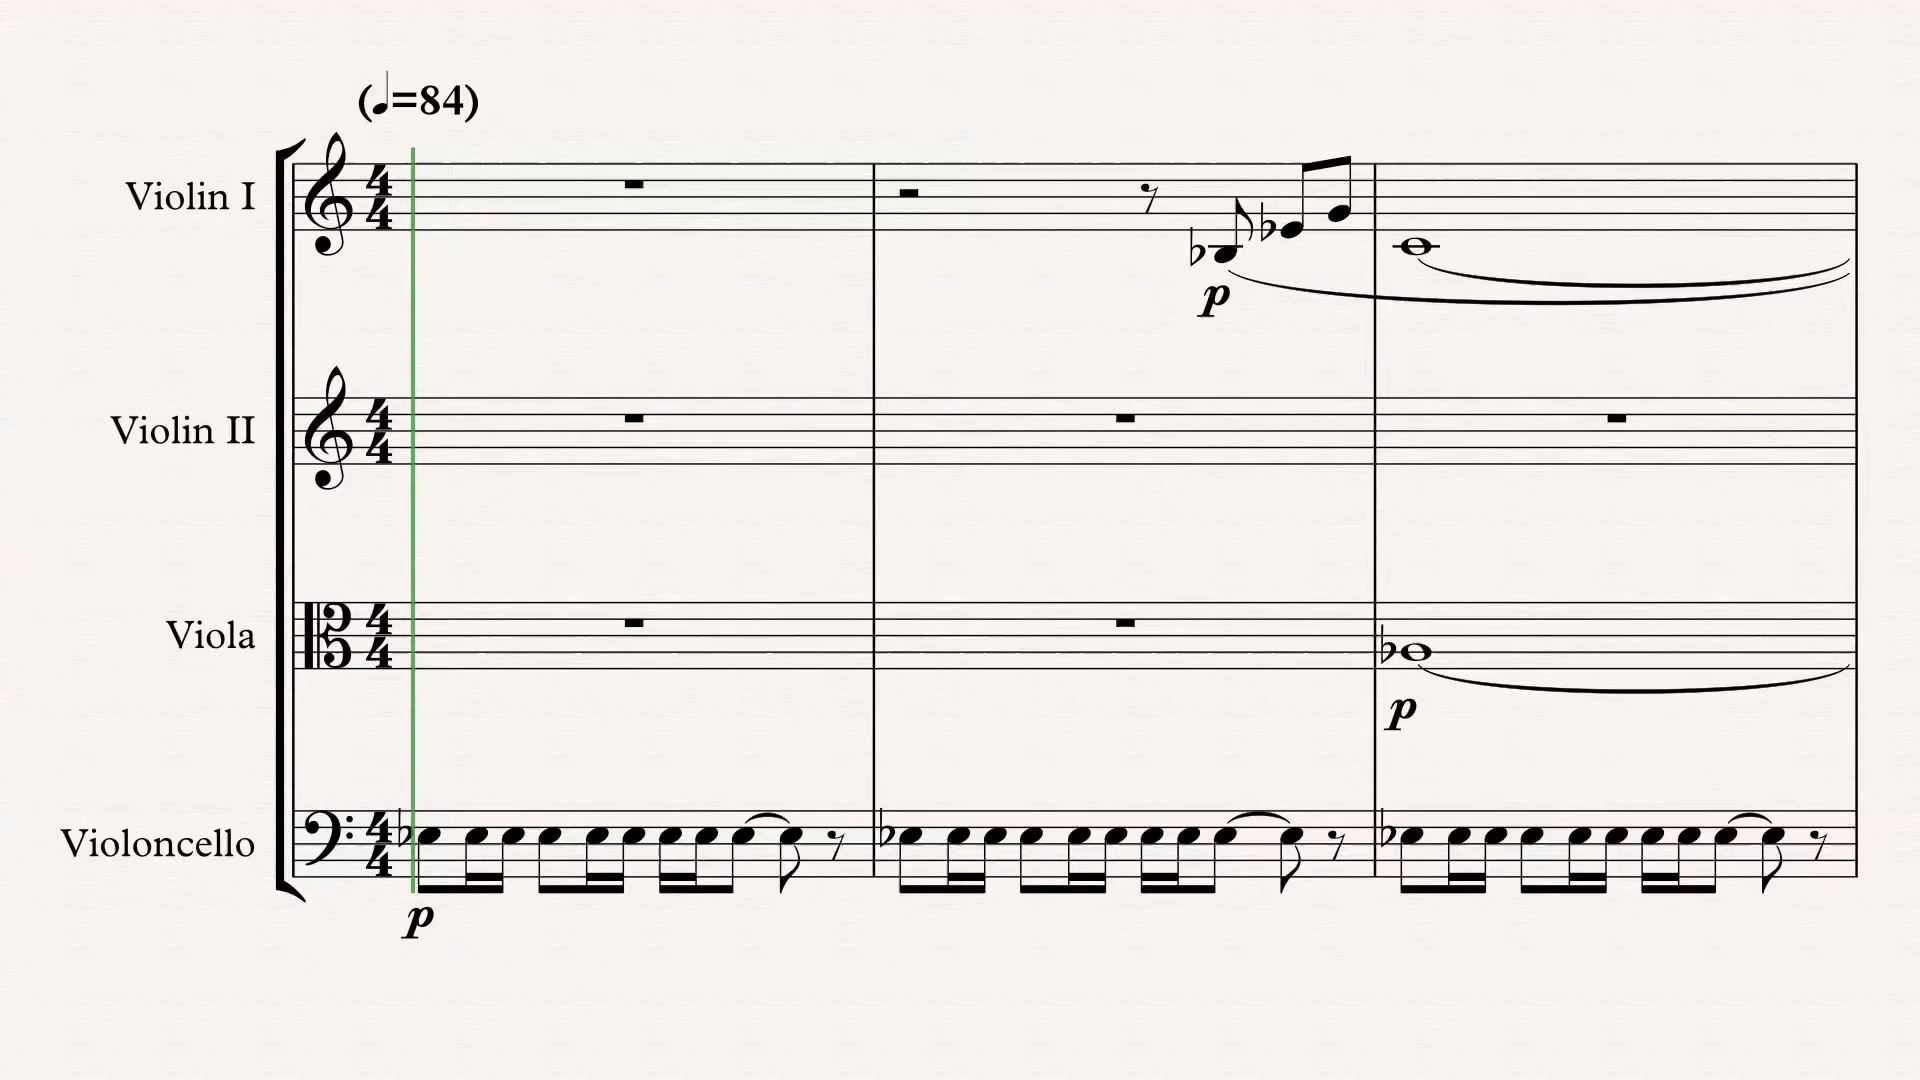 (♩=84)
Violin I
p
Violin II
Viola
p
Violoncello
p